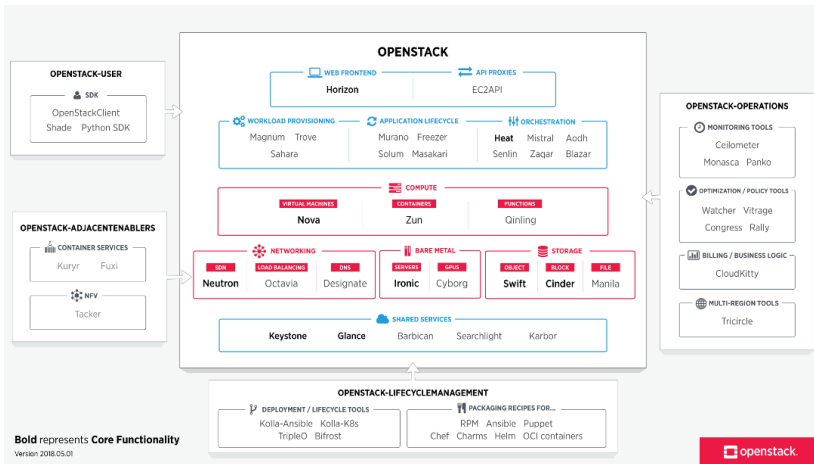 OPENSTACK
WEB FRONTEND
Horizon
API PROXIES
EC2API
WORKLOAD PROVISIONING
Magnum Trove
Sahara
APPLICATION LIFECYCLE
Murano Freezer
Solum Masakari
ORCHESTRATION
Heat Mistral Aodh
Senlin Zaqar Blazar
COMPUTE
VIRTUAL MACHINES
Nova
CONTAINERS
Zun
FUNCTIONS
Qinling
NETWORKING
SDN
Neutron
LOAD BALANCING
Octavia
DNS
Designate
BARE METAL
SERVERS
Ironic
GPUS
Cyborg
STORAGE
OBJECT
Swift
BLOCK
Cinder
FILE
Manila
SHARED SERVICES
Keystone Glance Barbican Searchlight Karbor
OPENSTACK-USER
SDK
OpenStackClient
Shade Python SDK
OPENSTACK-ADJACENTENABLERS
CONTAINER SERVICES
Kuryr Fuxi
NFV
Tacker
OPENSTACK-OPERATIONS
MONITORING TOOLS
Ceilometer
Monasca Panko
OPTIMIZATION / POLICY TOOLS
Watcher Vitrage
Congress Rally
BILLING / BUSINESS LOGIC
CloudKitty
MULTI-REGION TOOLS
Tricircle
OPENSTACK-LIFECYCLEMANAGEMENT
DEPLOYMENT / LIFECYCLE TOOLS
Kolla-Ansible Kolla-K8s
TripleO Bifrost
PACKAGING RECIPES FOR...
RPM Ansible Puppet
Chef Charms Helm OCI containers
Bold represents Core Functionality
Version 2018.05.01
openstack.